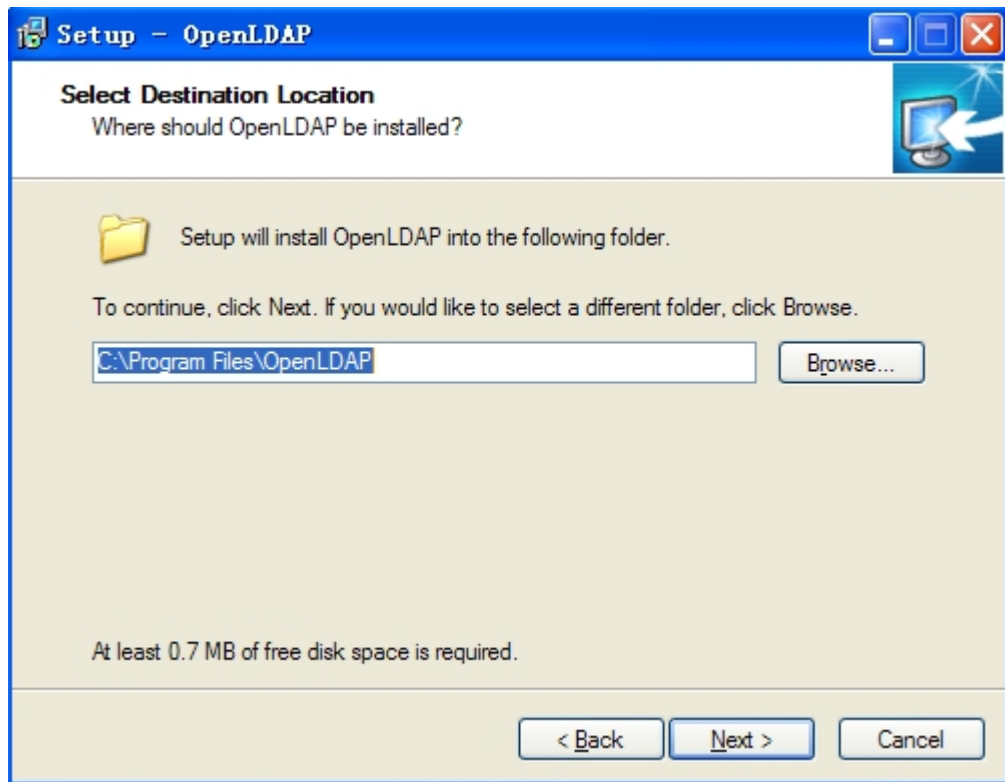 Setup - OpenLDAP
Select Destination Location
Where should OpenLDAP be installed?
Setup will install OpenLDAP into the following folder.
To continue, click Next. If you would like to select a different folder, click Browse.
C:\Program Files\OpenLDAP
Browse...
At least 0.7 MB of free disk space is required.
< Back
Next >
Cancel